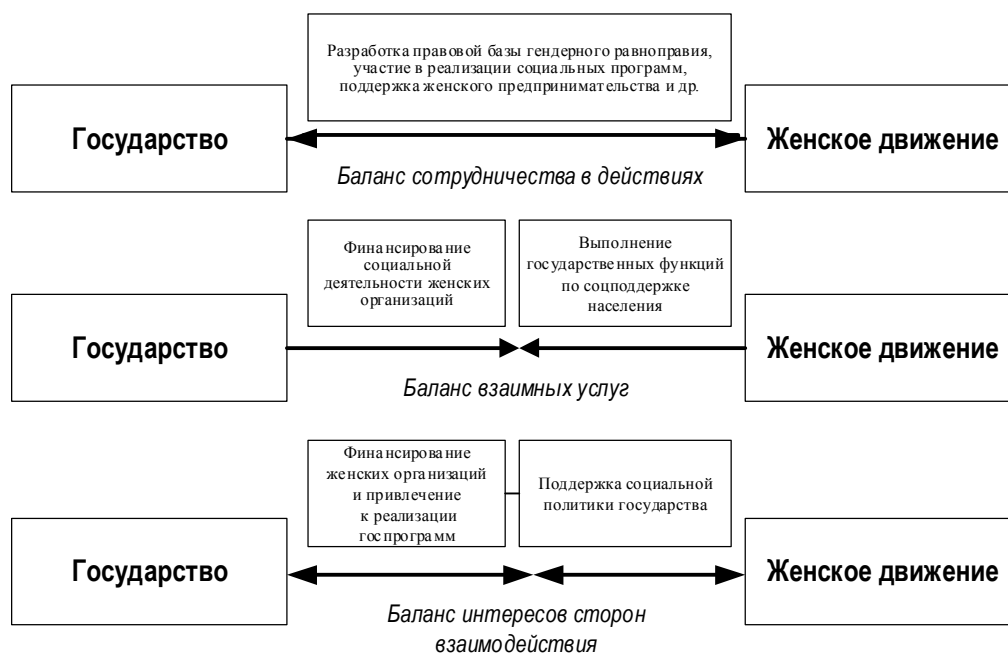 Разработка правовой базы гендерного равноправия,
участие в реализации социальных программ,
поддержка женского предпринимательства и др.
Государство
Женское движение
Баланс сотрудничества в действиях
Финансирование
социальной
деятельности женских
организаций
Выполнение
государственных функций
по соцподдержке
населения
Государство
Женское движение
Баланс взаимных услуг
Финансирование
женских организаций
и привлечение
к реализации
госпрограмм
Поддержка социальной
политики государства
Государство
Женское движение
Баланс интересов сторон
взаимодействия